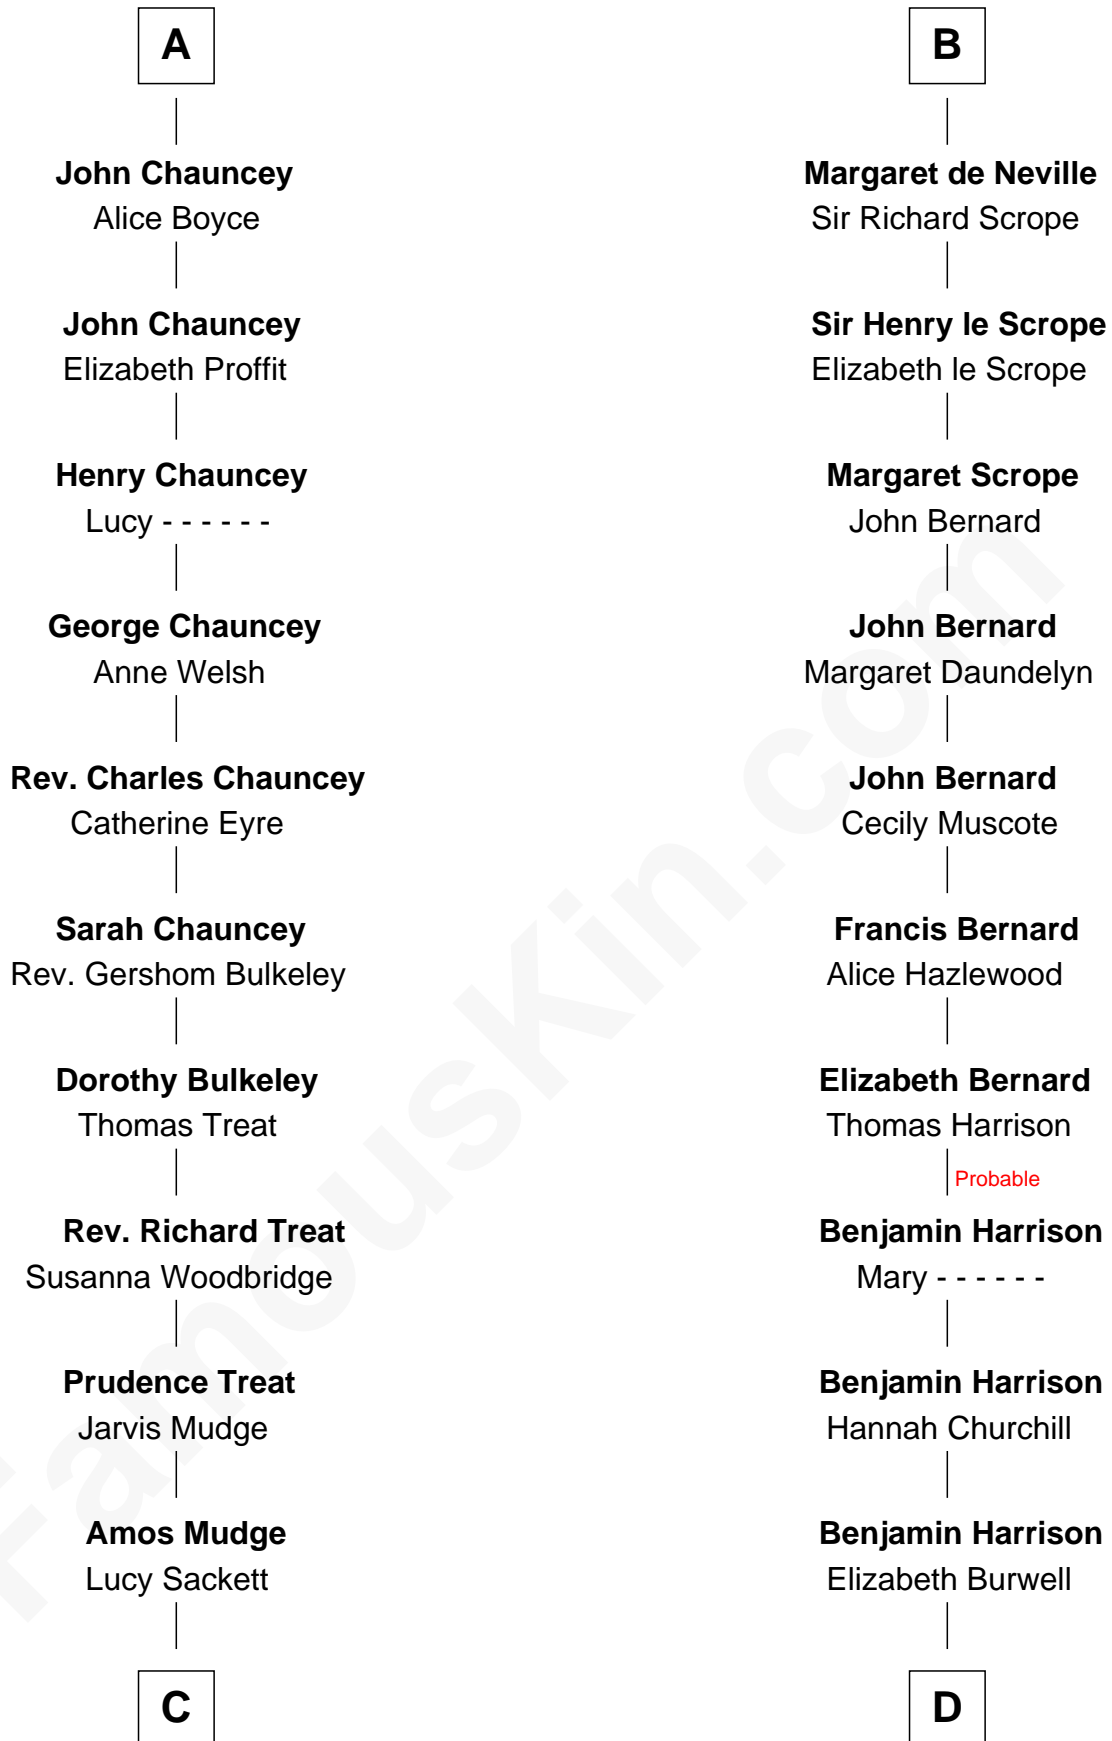 A
John Chauncey
Alice Boyce
John Chauncey
Elizabeth Proffit
Henry Chauncey
Lucy - - - - - -
George Chauncey
Anne Welsh
Rev. Charles Chauncey
Catherine Eyre
Sarah Chauncey
Rev. Gershom Bulkeley
Dorothy Bulkeley
Thomas Treat
Rev. Richard Treat
Susanna Woodbridge
Prudence Treat
Jarvis Mudge
Amos Mudge
Lucy Sackett
C
B
Margaret de Neville
Sir Richard Scrope
Sir Henry le Scrope
Elizabeth le Scrope
Margaret Scrope
John Bernard
John Bernard
Margaret Daundelyn
John Bernard
Cecily Muscote
Francis Bernard
Alice Hazlewood
Elizabeth Bernard
Thomas Harrison
Probable
Benjamin Harrison
Mary - - - - - -
Benjamin Harrison
Hannah Churchill
Benjamin Harrison
Elizabeth Burwell
D
FamousKin.com